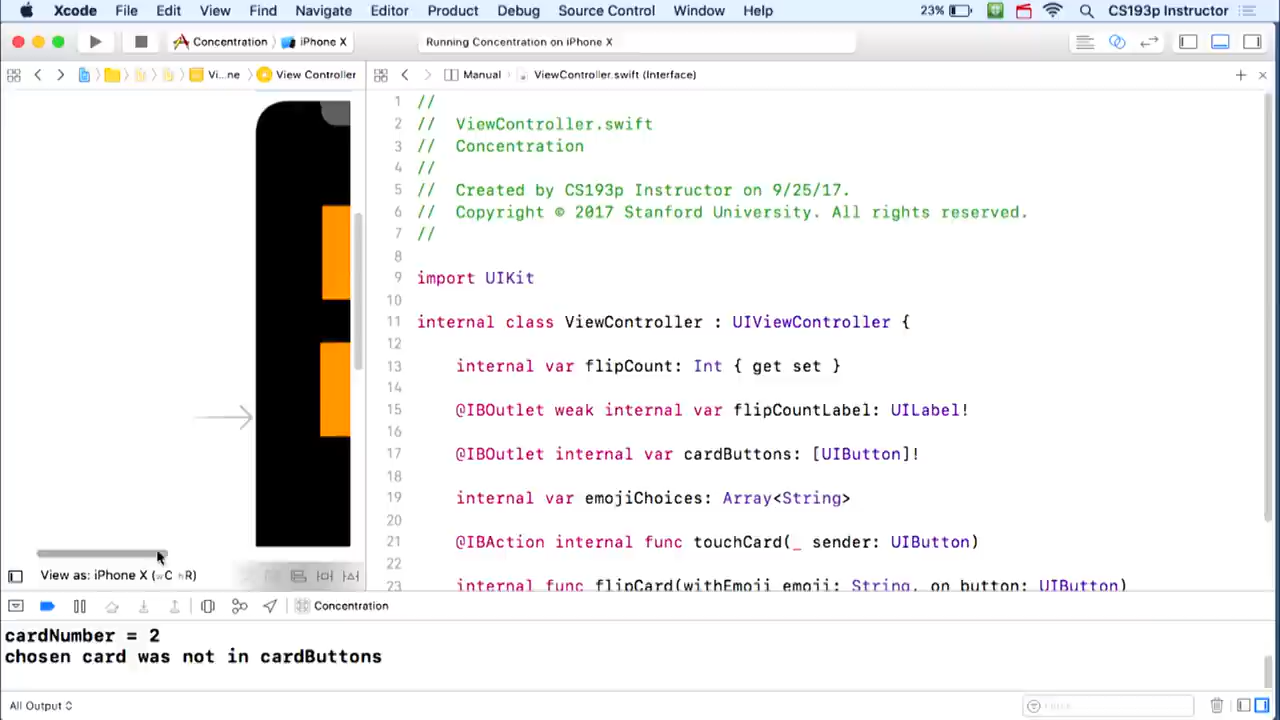 Xcode File Edit View Find Navigate Editor Product Debug Source Control Window Help 23% CS193p Instructor
Concentration iPhone X Running Concentration on iPhone X
Vi...ne View Controller Manual ViewController.swift (Interface)
1 //
2 // ViewController.swift
3 // Concentration
4 //
5 // Created by CS193p Instructor on 9/25/17.
6 // Copyright © 2017 Stanford University. All rights reserved.
7 //
8
9 import UIKit
10
11 internal class ViewController : UIViewController {
12
13 internal var flipCount: Int { get set }
14
15 @IBOutlet weak internal var flipCountLabel: UILabel!
16
17 @IBOutlet internal var cardButtons: [UIButton]!
18
19 internal var emojiChoices: Array<String>
20
21 @IBAction internal func touchCard(_ sender: UIButton)
22
23 internal func flipCard(withEmoji emoji: String, on button: UIButton)
View as: iPhone X (wC hR)
Concentration
cardNumber = 2
chosen card was not in cardButtons
All Output